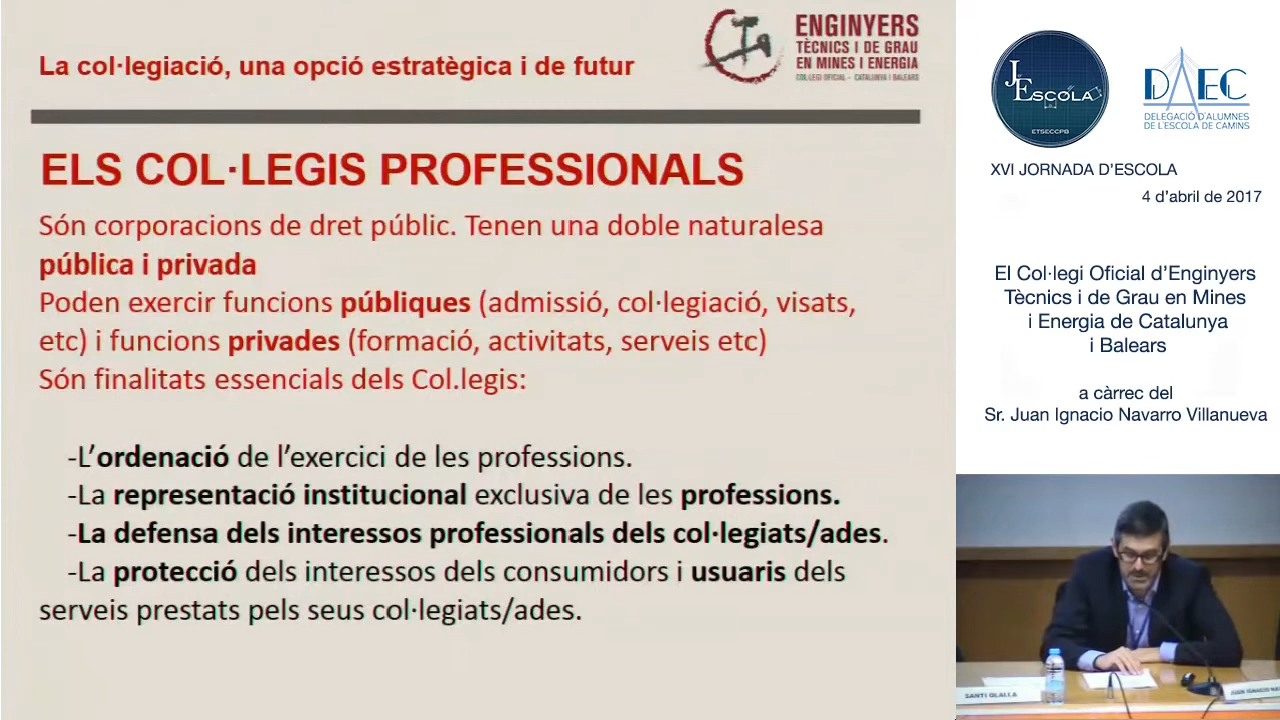 La col·legiació, una opció estratègica i de futur
ENGINYERS
TÈCNICS I DE GRAU
EN MINES I ENERGIA
COL·LEGI OFICIAL - CATALUNYA I BALEARS
ELS COL·LEGIS PROFESSIONALS
Són corporacions de dret públic. Tenen una doble naturalesa
pública i privada
Poden exercir funcions públiques (admissió, col·legiació, visats,
etc) i funcions privades (formació, activitats, serveis etc)
Són finalitats essencials dels Col.legis:
-L’ordenació de l’exercici de les professions.
-La representació institucional exclusiva de les professions.
-La defensa dels interessos professionals dels col·legiats/ades.
-La protecció dels interessos dels consumidors i usuaris dels
serveis prestats pels seus col·legiats/ades.
JESCOLA
ETSECCPB
DAEC
DELEGACIÓ D'ALUMNES
DE L'ESCOLA DE CAMINS
XVI JORNADA D’ESCOLA
4 d’abril de 2017
El Col·legi Oficial d’Enginyers
Tècnics i de Grau en Mines
i Energia de Catalunya
i Balears
a càrrec del
Sr. Juan Ignacio Navarro Villanueva
SANTI OLALLA
JUAN IGNACIO